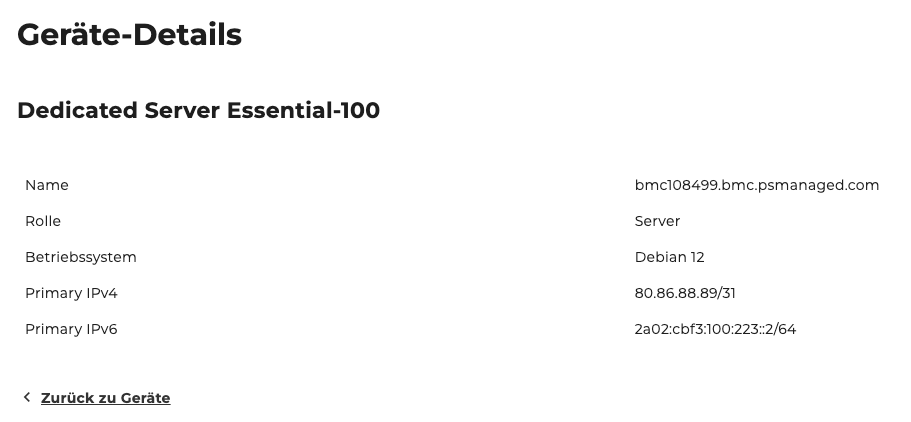 Geräte-Details
Dedicated Server Essential-100
Name bmc108499.bmc.psmanaged.com
Rolle Server
Betriebssystem Debian 12
Primary IPv4 80.86.88.89/31
Primary IPv6 2a02:cbf3:100:223::2/64
Zurück zu Geräte